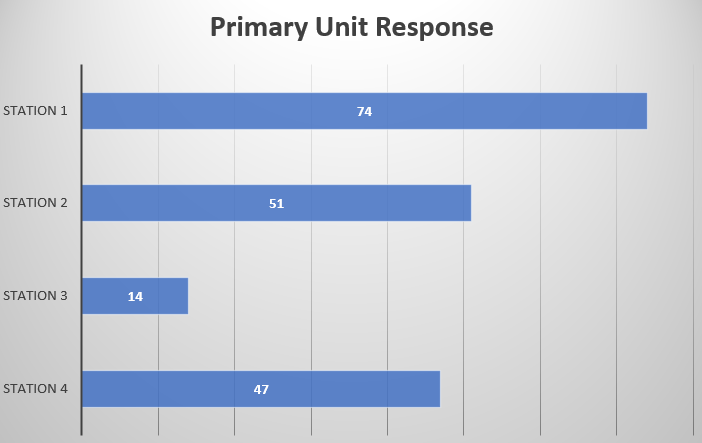 Primary Unit Response
STATION 1
74
STATION 2
51
STATION 3
14
STATION 4
47